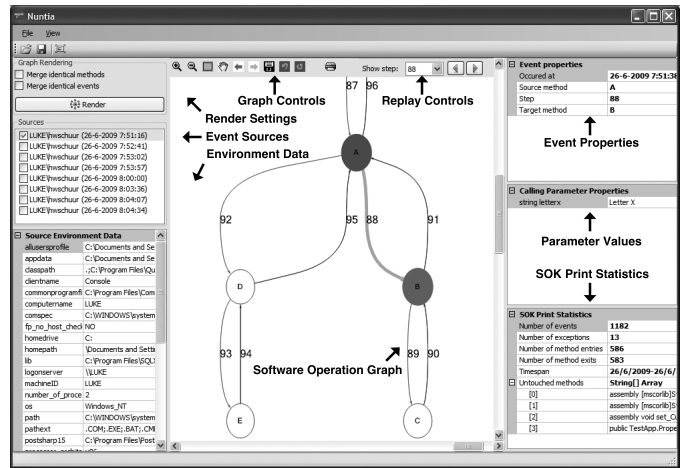 Nuntia
File View
Graph Rendering
Merge identical methods
Merge identical events
Render
Sources
LUKE\hwschuur (26-6-2009 7:51:16)
LUKE\hwschuur (26-6-2009 7:52:41)
LUKE\hwschuur (26-6-2009 7:53:02)
LUKE\hwschuur (26-6-2009 7:53:57)
LUKE\hwschuur (26-6-2009 8:00:00)
LUKE\hwschuur (26-6-2009 8:03:36)
LUKE\hwschuur (26-6-2009 8:04:07)
LUKE\hwschuur (26-6-2009 8:04:34)
Source Environment Data
allusersprofile C:\Documents and Se
appdata C:\Documents and Se
classpath .;C:\Program Files\Qu
clientname Console
commonprogramfi C:\Program Files\Com
computername LUKE
comspec C:\WINDOWS\system
fp_no_host_check NO
homedrive C:
homepath \Documents and Setti
lib C:\Program Files\SQLX
logonserver \\LUKE
machineID LUKE
number_of_proce 2
os Windows_NT
path C:\WINDOWS\system
pathext .COM;.EXE;.BAT;.CM
postsharp15 C:\Program Files\Post
Show step: 88
Graph Controls
Replay Controls
Render Settings
Event Sources
Environment Data
87 96
A
92 95 88 91
D B
93 94 89 90
Software Operation Graph
E C
Event properties
Occured at 26-6-2009 7:51:38
Source method A
Step 88
Target method B
Event Properties
Calling Parameter Properties
string letterx Letter X
Parameter Values
SOK Print Statistics
SOK Print Statistics
Number of events 1182
Number of exceptions 13
Number of method entries 586
Number of method exits 583
Timespan 26/6/2009-26/6/
Untouched methods String[] Array
[0] assembly [mscorlib]S
[1] assembly [mscorlib]S
[2] assembly void set_Cu
[3] public TestApp.Prope